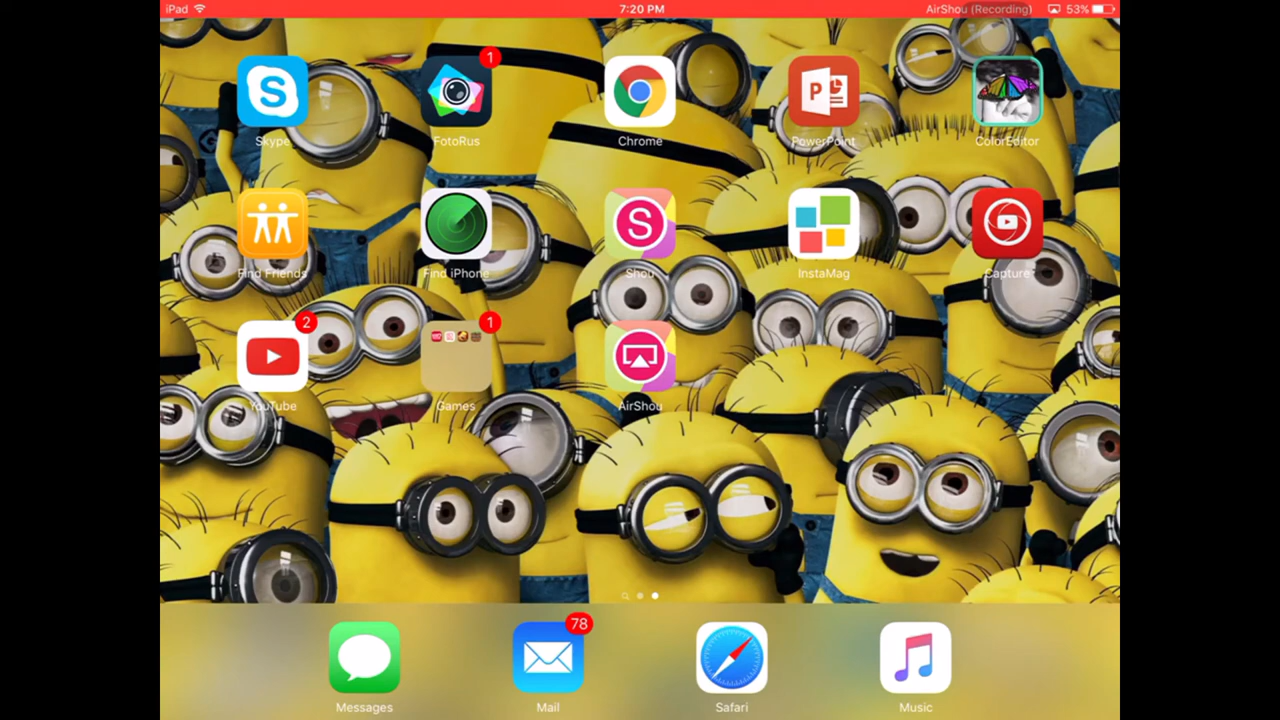 iPad 7:20 PM AirShou (Recording) 53%
1
S P
Skype FotoRus Chrome PowerPoint ColorEditor
S
Find Friends Find iPhone Shou InstaMag Capture
2 1
YouTube Games AirShou
78
Messages Mail Safari Music